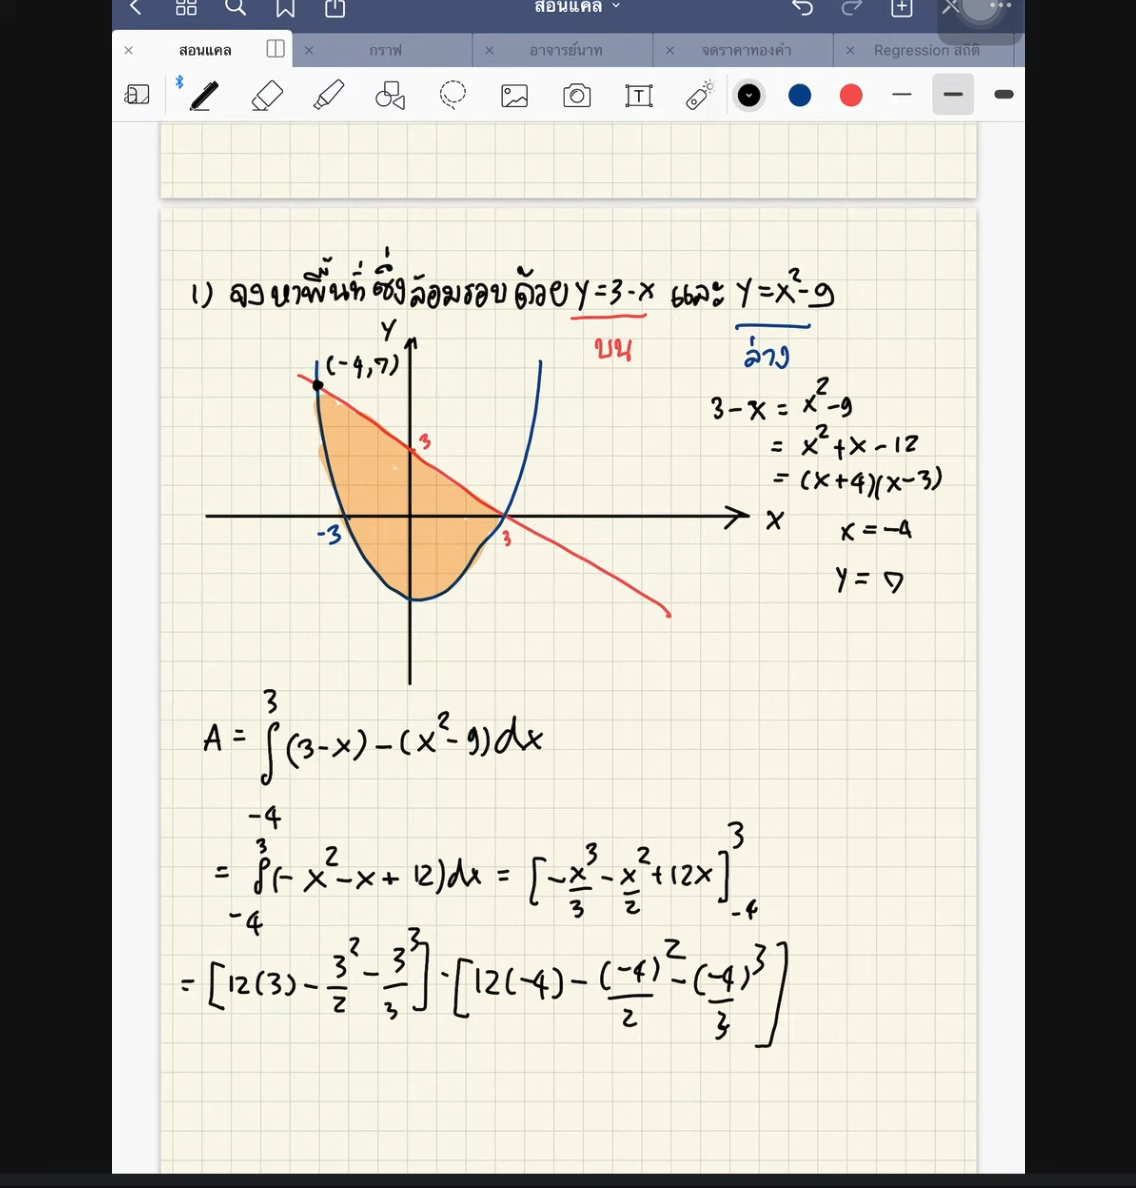 สอนแคล
สอนแคล
กราฟ
อาจารย์นาท
จดราคาทองคำ
Regression สถิติ
T
1) จงหาพื้นที่ ซึ่งล้อมรอบ ด้วย y=3-x และ y=x²-9
บน
ล่าง
Y
(-4,7)
3
-3
3
X
3-x = x²-9
= x²+x-12
= (x+4)(x-3)
x = -4
y = 7
A = ∫₋₄³ (3-x)-(x²-9)dx
= ∫₋₄³ (-x²-x+12)dx = [-x³/3 - x²/2 + 12x]₋₄³
= [12(3) - 3²/2 - 3³/3] - [12(-4) - (-4)²/2 - (-4)³/3]